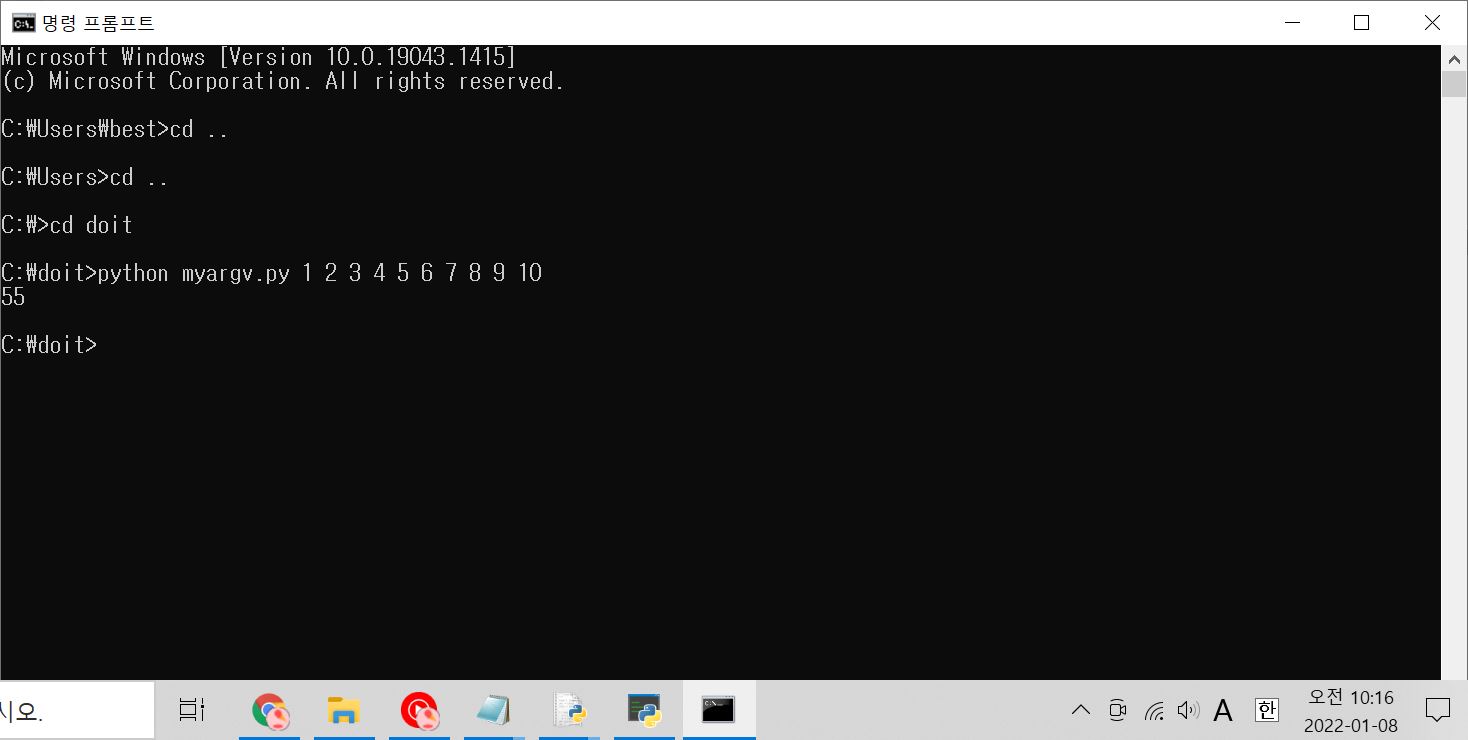 명령 프롬프트
Microsoft Windows [Version 10.0.19043.1415]
(c) Microsoft Corporation. All rights reserved.
C:₩Users₩best>cd ..
C:₩Users>cd ..
C:₩>cd doit
C:₩doit>python myargv.py 1 2 3 4 5 6 7 8 9 10
55
C:₩doit>
시오.
A
한
오전 10:16
2022-01-08